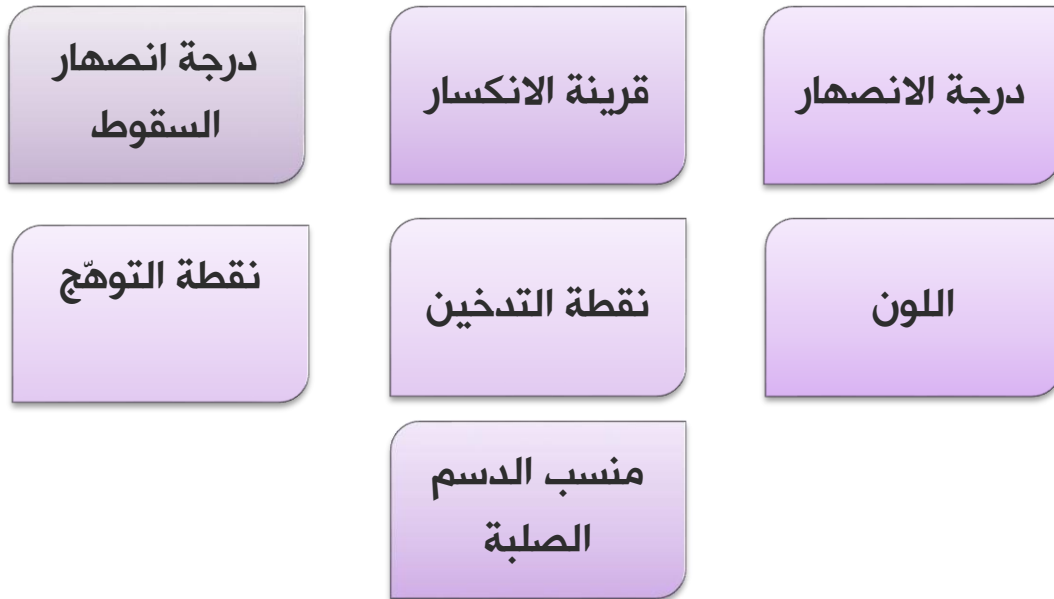 درجة الانصهار
قرينة الانكسار
درجة انصهار
السقوط
اللون
نقطة التدخين
نقطة التوهّج
منسب الدسم
الصلبة